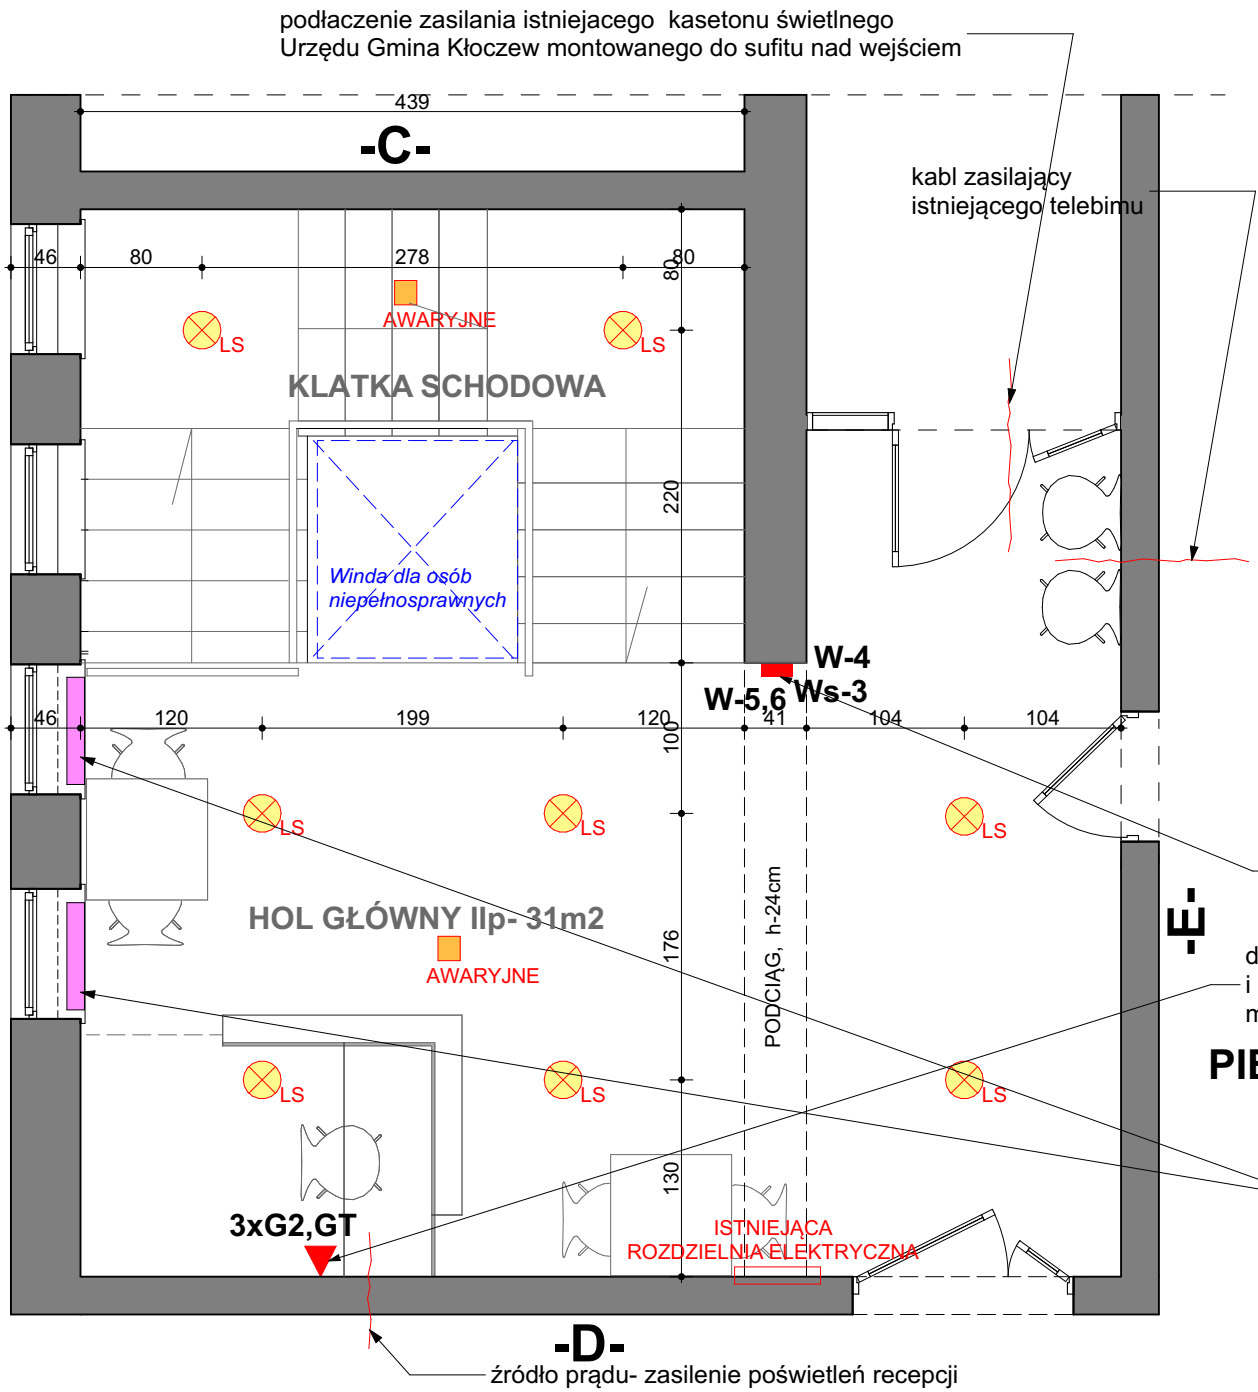 podłaczenie zasilania istniejacego kasetonu świetlnego
Urzędu Gmina Kłoczew montowanego do sufitu nad wejściem
439
-C-
kabl zasilający
istniejącego telebimu
46
80
278
80
80
AWARYJNE
LS
LS
KLATKA SCHODOWA
220
Winda dla osób
niepełnosprawnych
W-4
W-5,6
Ws-3
46
120
199
120
100
41
104
104
LS
LS
LS
PODCIĄG, h-24cm
HOL GŁÓWNY IIp- 31m2
176
-E-
AWARYJNE
d
i
m
PIE
LS
LS
LS
130
3xG2,GT
ISTNIEJĄCA
ROZDZIELNIA ELEKTRYCZNA
-D-
źródło prądu- zasilenie poświetleń recepcji